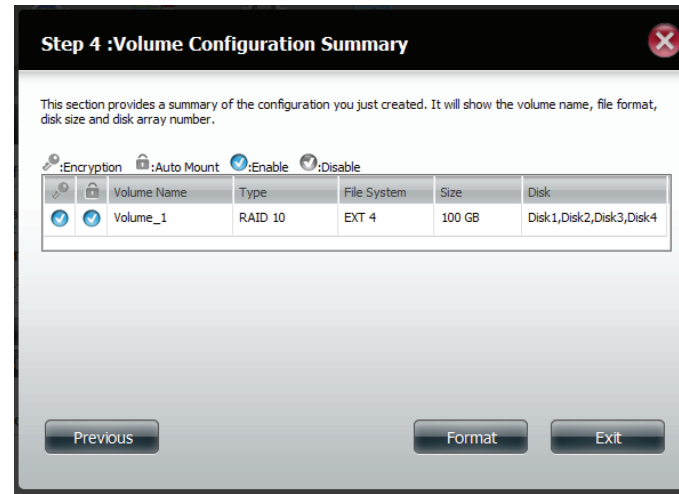 Step 4 :Volume Configuration Summary
This section provides a summary of the configuration you just created. It will show the volume name, file format,
disk size and disk array number.
:Encryption :Auto Mount :Enable :Disable
Volume Name Type File System Size Disk
Volume_1 RAID 10 EXT 4 100 GB Disk1,Disk2,Disk3,Disk4
Previous Format Exit